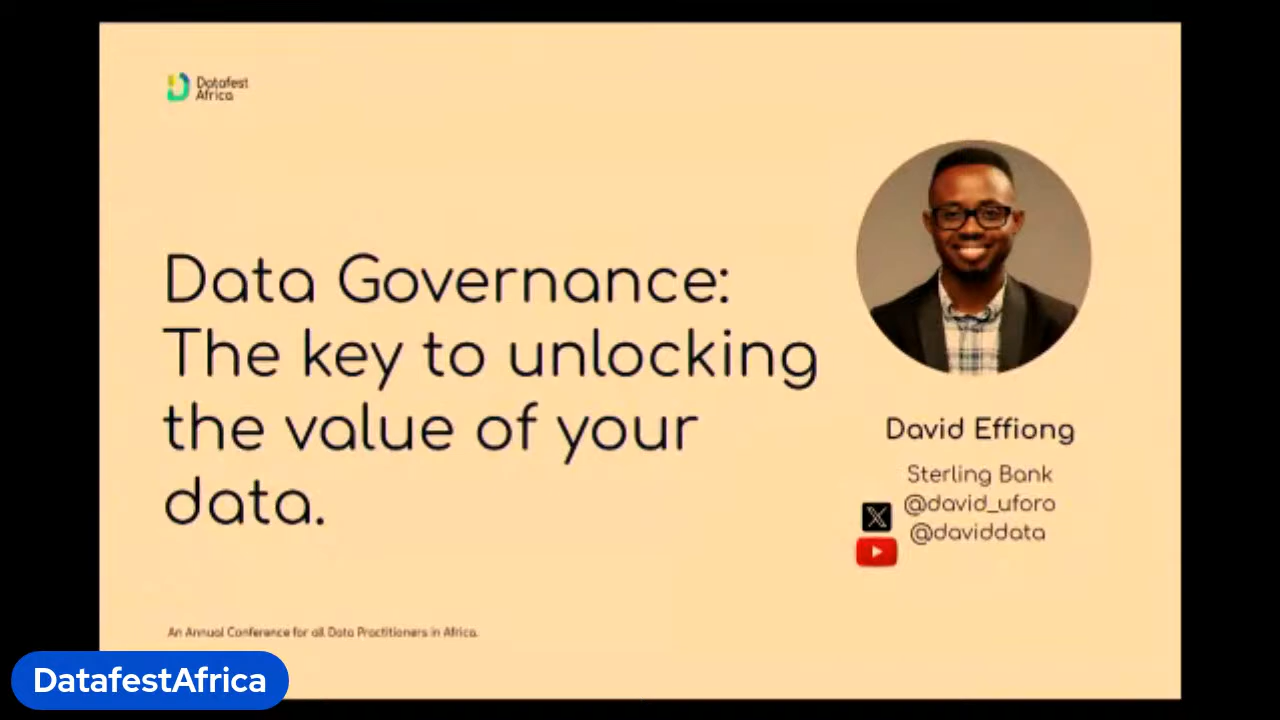 Datafest
Africa
Data Governance:
The key to unlocking
the value of your
data.
David Effiong
Sterling Bank
@david_uforo
@daviddata
An Annual Conference for all Data Practitioners in Africa.
DatafestAfrica